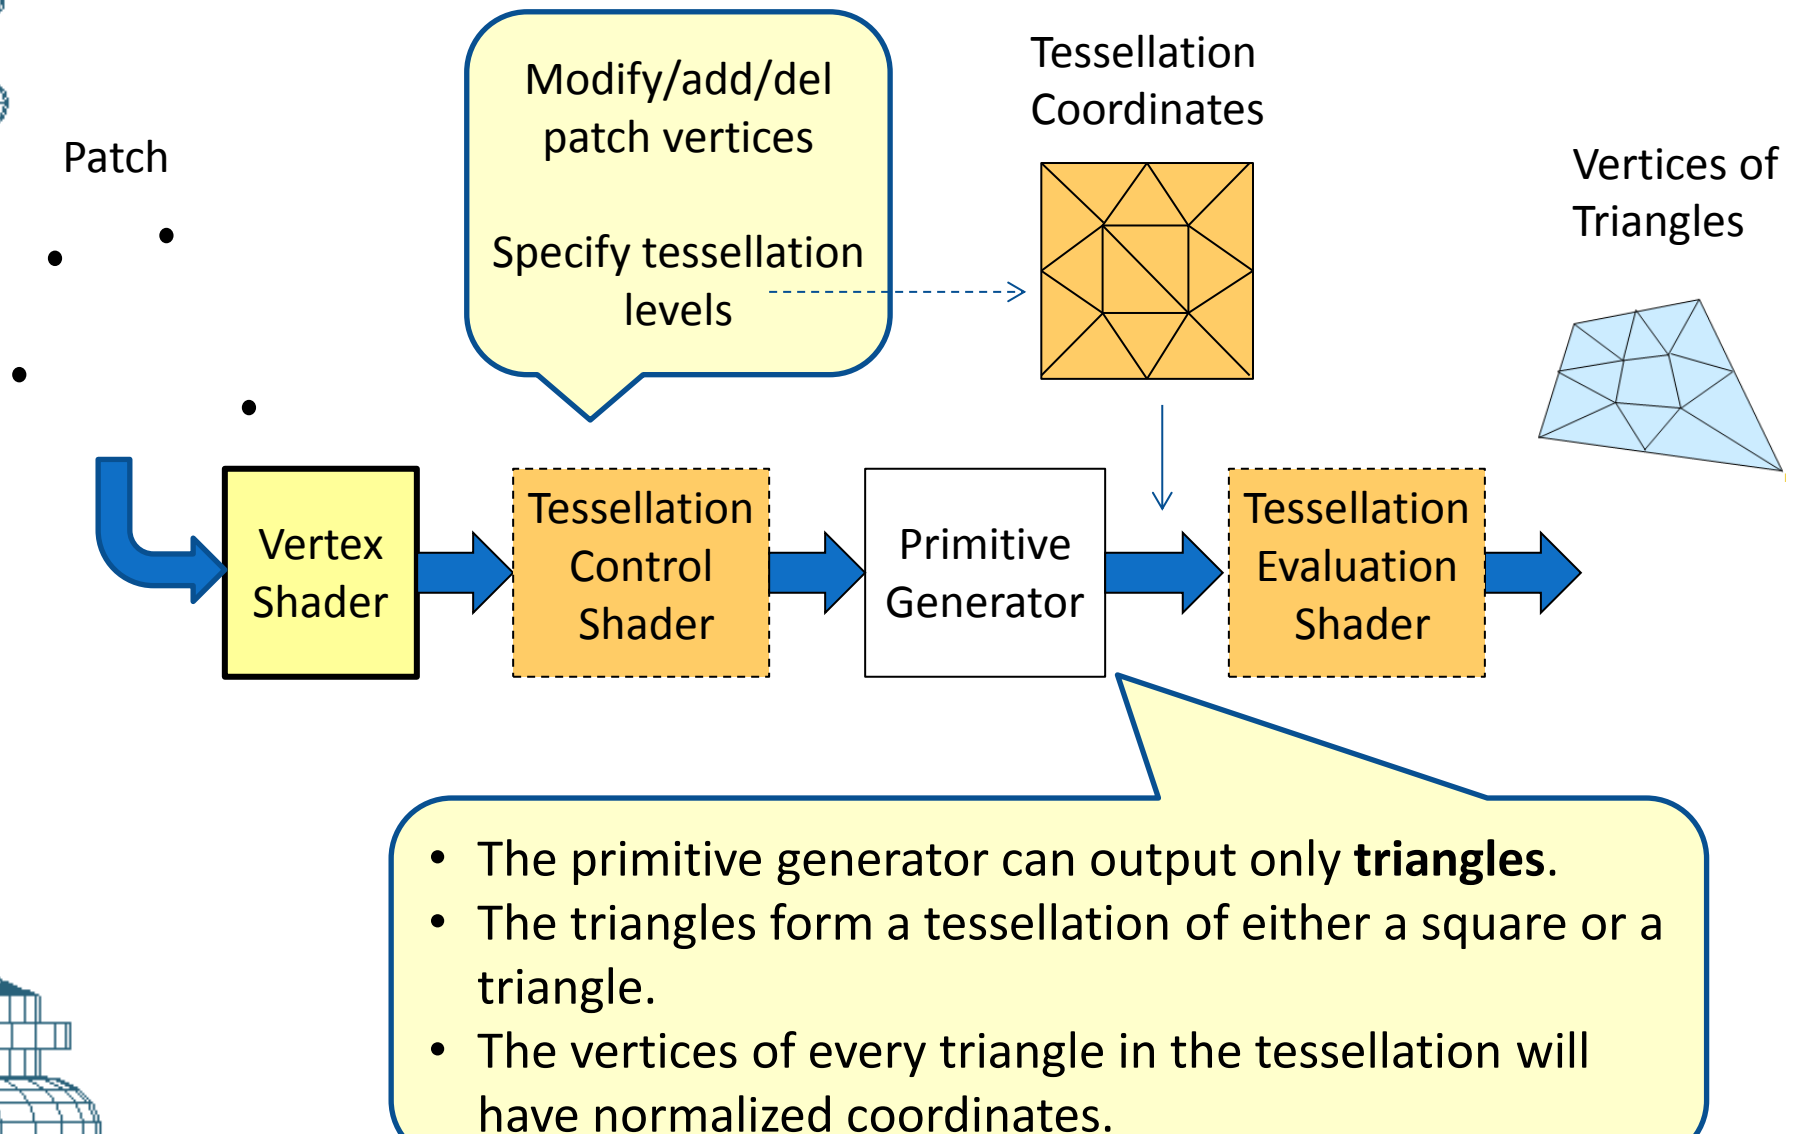 Patch
Modify/add/del
patch vertices
Specify tessellation
levels
Tessellation
Coordinates
Vertices of
Triangles
Vertex
Shader
Tessellation
Control
Shader
Primitive
Generator
Tessellation
Evaluation
Shader
• The primitive generator can output only triangles.
• The triangles form a tessellation of either a square or a
triangle.
• The vertices of every triangle in the tessellation will
have normalized coordinates.